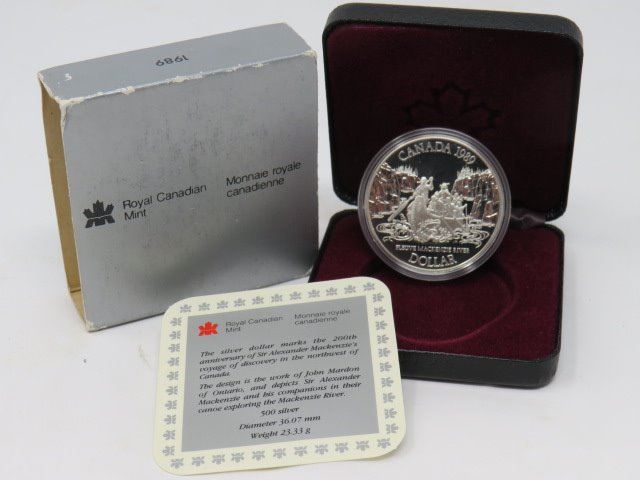 1989
Royal Canadian
Mint
Monnaie royale
canadienne
CANADA 1989
FLEUVE MACKENZIE RIVER
DOLLAR
Royal Canadian
Mint
Monnaie royale
canadienne
The silver dollar marks the 200th
anniversary of Sir Alexander Mackenzie's
voyage of discovery in the northwest of
Canada.
The design is the work of John Mardon
of Ontario, and depicts Sir Alexander
Mackenzie and his companions in their
canoe exploring the Mackenzie River.
500 silver
Diameter 36.07 mm
Weight 23.33 g